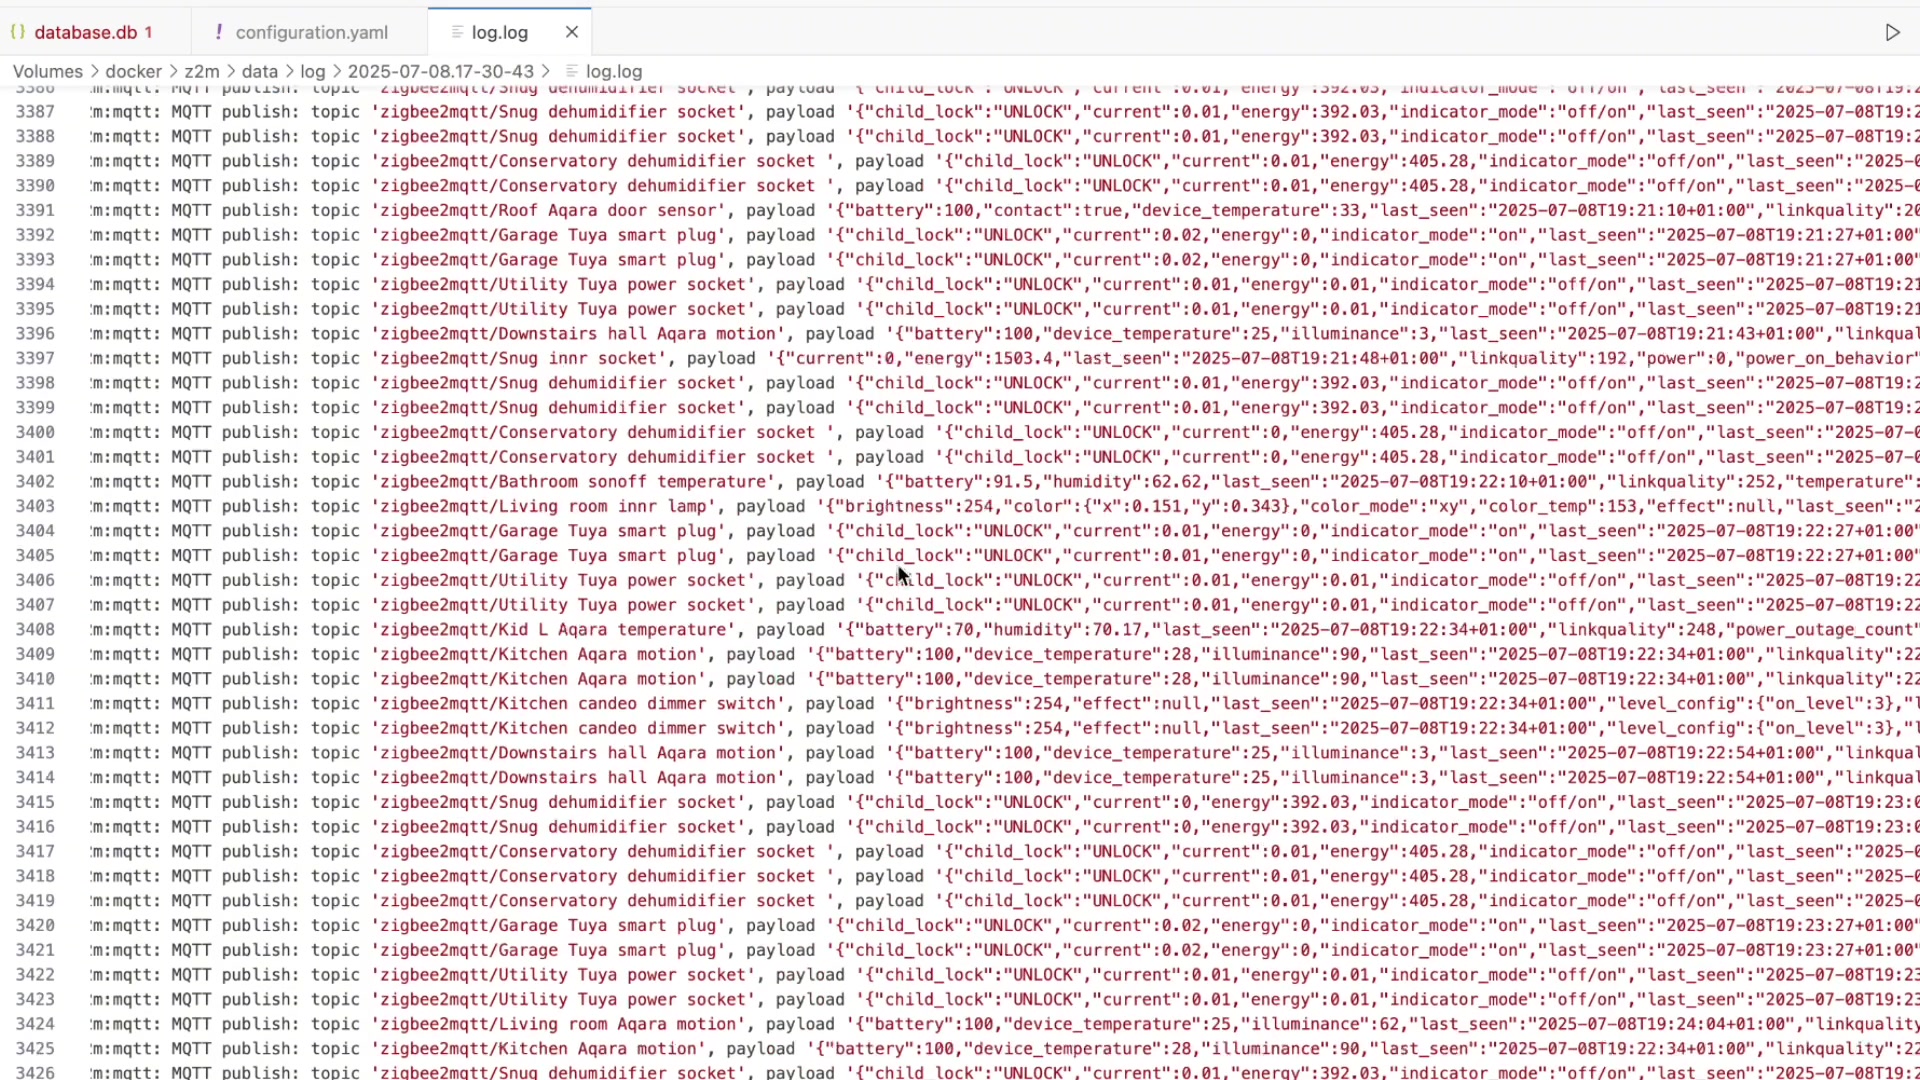 {} database.db 1 ! configuration.yaml log.log ×
Volumes > docker > z2m > data > log > 2025-07-08.17-30-43 > log.log
3386 :m:mqtt: MQTT publish: topic 'zigbee2mqtt/Snug dehumidifier socket', payload '{"child_lock":"UNLOCK","current":0.01,"energy":392.03,"indicator_mode":"off/on","last_seen":"2025-07-08T19:2
3387 :m:mqtt: MQTT publish: topic 'zigbee2mqtt/Snug dehumidifier socket', payload '{"child_lock":"UNLOCK","current":0.01,"energy":392.03,"indicator_mode":"off/on","last_seen":"2025-07-08T19:2
3388 :m:mqtt: MQTT publish: topic 'zigbee2mqtt/Snug dehumidifier socket', payload '{"child_lock":"UNLOCK","current":0.01,"energy":392.03,"indicator_mode":"off/on","last_seen":"2025-07-08T19:2
3389 :m:mqtt: MQTT publish: topic 'zigbee2mqtt/Conservatory dehumidifier socket ', payload '{"child_lock":"UNLOCK","current":0.01,"energy":405.28,"indicator_mode":"off/on","last_seen":"2025-0
3390 :m:mqtt: MQTT publish: topic 'zigbee2mqtt/Conservatory dehumidifier socket ', payload '{"child_lock":"UNLOCK","current":0.01,"energy":405.28,"indicator_mode":"off/on","last_seen":"2025-0
3391 :m:mqtt: MQTT publish: topic 'zigbee2mqtt/Roof Aqara door sensor', payload '{"battery":100,"contact":true,"device_temperature":33,"last_seen":"2025-07-08T19:21:10+01:00","linkquality":20
3392 :m:mqtt: MQTT publish: topic 'zigbee2mqtt/Garage Tuya smart plug', payload '{"child_lock":"UNLOCK","current":0.02,"energy":0,"indicator_mode":"on","last_seen":"2025-07-08T19:21:27+01:00"
3393 :m:mqtt: MQTT publish: topic 'zigbee2mqtt/Garage Tuya smart plug', payload '{"child_lock":"UNLOCK","current":0.02,"energy":0,"indicator_mode":"on","last_seen":"2025-07-08T19:21:27+01:00"
3394 :m:mqtt: MQTT publish: topic 'zigbee2mqtt/Utility Tuya power socket', payload '{"child_lock":"UNLOCK","current":0.01,"energy":0.01,"indicator_mode":"off/on","last_seen":"2025-07-08T19:21
3395 :m:mqtt: MQTT publish: topic 'zigbee2mqtt/Utility Tuya power socket', payload '{"child_lock":"UNLOCK","current":0.01,"energy":0.01,"indicator_mode":"off/on","last_seen":"2025-07-08T19:21
3396 :m:mqtt: MQTT publish: topic 'zigbee2mqtt/Downstairs hall Aqara motion', payload '{"battery":100,"device_temperature":25,"illuminance":3,"last_seen":"2025-07-08T19:21:43+01:00","linkqual
3397 :m:mqtt: MQTT publish: topic 'zigbee2mqtt/Snug innr socket', payload '{"current":0,"energy":1503.4,"last_seen":"2025-07-08T19:21:48+01:00","linkquality":192,"power":0,"power_on_behavior"
3398 :m:mqtt: MQTT publish: topic 'zigbee2mqtt/Snug dehumidifier socket', payload '{"child_lock":"UNLOCK","current":0.01,"energy":392.03,"indicator_mode":"off/on","last_seen":"2025-07-08T19:2
3399 :m:mqtt: MQTT publish: topic 'zigbee2mqtt/Snug dehumidifier socket', payload '{"child_lock":"UNLOCK","current":0.01,"energy":392.03,"indicator_mode":"off/on","last_seen":"2025-07-08T19:2
3400 :m:mqtt: MQTT publish: topic 'zigbee2mqtt/Conservatory dehumidifier socket ', payload '{"child_lock":"UNLOCK","current":0,"energy":405.28,"indicator_mode":"off/on","last_seen":"2025-07-0
3401 :m:mqtt: MQTT publish: topic 'zigbee2mqtt/Conservatory dehumidifier socket ', payload '{"child_lock":"UNLOCK","current":0,"energy":405.28,"indicator_mode":"off/on","last_seen":"2025-07-0
3402 :m:mqtt: MQTT publish: topic 'zigbee2mqtt/Bathroom sonoff temperature', payload '{"battery":91.5,"humidity":62.62,"last_seen":"2025-07-08T19:22:10+01:00","linkquality":252,"temperature":
3403 :m:mqtt: MQTT publish: topic 'zigbee2mqtt/Living room innr lamp', payload '{"brightness":254,"color":{"x":0.151,"y":0.343},"color_mode":"xy","color_temp":153,"effect":null,"last_seen":"2
3404 :m:mqtt: MQTT publish: topic 'zigbee2mqtt/Garage Tuya smart plug', payload '{"child_lock":"UNLOCK","current":0.01,"energy":0,"indicator_mode":"on","last_seen":"2025-07-08T19:22:27+01:00"
3405 :m:mqtt: MQTT publish: topic 'zigbee2mqtt/Garage Tuya smart plug', payload '{"child_lock":"UNLOCK","current":0.01,"energy":0,"indicator_mode":"on","last_seen":"2025-07-08T19:22:27+01:00"
3406 :m:mqtt: MQTT publish: topic 'zigbee2mqtt/Utility Tuya power socket', payload '{"child_lock":"UNLOCK","current":0.01,"energy":0.01,"indicator_mode":"off/on","last_seen":"2025-07-08T19:22
3407 :m:mqtt: MQTT publish: topic 'zigbee2mqtt/Utility Tuya power socket', payload '{"child_lock":"UNLOCK","current":0.01,"energy":0.01,"indicator_mode":"off/on","last_seen":"2025-07-08T19:22
3408 :m:mqtt: MQTT publish: topic 'zigbee2mqtt/Kid L Aqara temperature', payload '{"battery":70,"humidity":70.17,"last_seen":"2025-07-08T19:22:34+01:00","linkquality":248,"power_outage_count"
3409 :m:mqtt: MQTT publish: topic 'zigbee2mqtt/Kitchen Aqara motion', payload '{"battery":100,"device_temperature":28,"illuminance":90,"last_seen":"2025-07-08T19:22:34+01:00","linkquality":22
3410 :m:mqtt: MQTT publish: topic 'zigbee2mqtt/Kitchen Aqara motion', payload '{"battery":100,"device_temperature":28,"illuminance":90,"last_seen":"2025-07-08T19:22:34+01:00","linkquality":22
3411 :m:mqtt: MQTT publish: topic 'zigbee2mqtt/Kitchen candeo dimmer switch', payload '{"brightness":254,"effect":null,"last_seen":"2025-07-08T19:22:34+01:00","level_config":{"on_level":3},"l
3412 :m:mqtt: MQTT publish: topic 'zigbee2mqtt/Kitchen candeo dimmer switch', payload '{"brightness":254,"effect":null,"last_seen":"2025-07-08T19:22:34+01:00","level_config":{"on_level":3},"l
3413 :m:mqtt: MQTT publish: topic 'zigbee2mqtt/Downstairs hall Aqara motion', payload '{"battery":100,"device_temperature":25,"illuminance":3,"last_seen":"2025-07-08T19:22:54+01:00","linkqual
3414 :m:mqtt: MQTT publish: topic 'zigbee2mqtt/Downstairs hall Aqara motion', payload '{"battery":100,"device_temperature":25,"illuminance":3,"last_seen":"2025-07-08T19:22:54+01:00","linkqual
3415 :m:mqtt: MQTT publish: topic 'zigbee2mqtt/Snug dehumidifier socket', payload '{"child_lock":"UNLOCK","current":0,"energy":392.03,"indicator_mode":"off/on","last_seen":"2025-07-08T19:23:0
3416 :m:mqtt: MQTT publish: topic 'zigbee2mqtt/Snug dehumidifier socket', payload '{"child_lock":"UNLOCK","current":0,"energy":392.03,"indicator_mode":"off/on","last_seen":"2025-07-08T19:23:0
3417 :m:mqtt: MQTT publish: topic 'zigbee2mqtt/Conservatory dehumidifier socket ', payload '{"child_lock":"UNLOCK","current":0.01,"energy":405.28,"indicator_mode":"off/on","last_seen":"2025-0
3418 :m:mqtt: MQTT publish: topic 'zigbee2mqtt/Conservatory dehumidifier socket ', payload '{"child_lock":"UNLOCK","current":0.01,"energy":405.28,"indicator_mode":"off/on","last_seen":"2025-0
3419 :m:mqtt: MQTT publish: topic 'zigbee2mqtt/Conservatory dehumidifier socket ', payload '{"child_lock":"UNLOCK","current":0.01,"energy":405.28,"indicator_mode":"off/on","last_seen":"2025-0
3420 :m:mqtt: MQTT publish: topic 'zigbee2mqtt/Garage Tuya smart plug', payload '{"child_lock":"UNLOCK","current":0.02,"energy":0,"indicator_mode":"on","last_seen":"2025-07-08T19:23:27+01:00"
3421 :m:mqtt: MQTT publish: topic 'zigbee2mqtt/Garage Tuya smart plug', payload '{"child_lock":"UNLOCK","current":0.02,"energy":0,"indicator_mode":"on","last_seen":"2025-07-08T19:23:27+01:00"
3422 :m:mqtt: MQTT publish: topic 'zigbee2mqtt/Utility Tuya power socket', payload '{"child_lock":"UNLOCK","current":0.01,"energy":0.01,"indicator_mode":"off/on","last_seen":"2025-07-08T19:23
3423 :m:mqtt: MQTT publish: topic 'zigbee2mqtt/Utility Tuya power socket', payload '{"child_lock":"UNLOCK","current":0.01,"energy":0.01,"indicator_mode":"off/on","last_seen":"2025-07-08T19:23
3424 :m:mqtt: MQTT publish: topic 'zigbee2mqtt/Living room Aqara motion', payload '{"battery":100,"device_temperature":25,"illuminance":62,"last_seen":"2025-07-08T19:24:04+01:00","linkquality
3425 :m:mqtt: MQTT publish: topic 'zigbee2mqtt/Kitchen Aqara motion', payload '{"battery":100,"device_temperature":28,"illuminance":90,"last_seen":"2025-07-08T19:22:34+01:00","linkquality":22
3426 :m:mqtt: MQTT publish: topic 'zigbee2mqtt/Snug dehumidifier socket', payload '{"child_lock":"UNLOCK","current":0.01,"energy":392.03,"indicator_mode":"off/on","last_seen":"2025-07-08T19:2